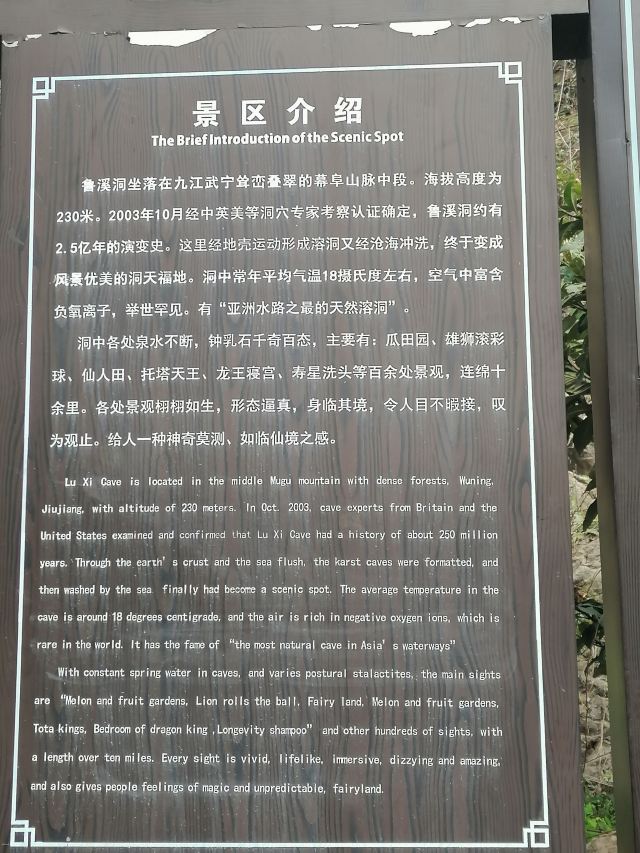 景区介绍
The Brief Introduction of the Scenic Spot
鲁溪洞坐落在九江武宁耸峦叠翠的幕阜山脉中段。海拔高度为
230米。2003年10月经中英美等洞穴专家考察认证确定，鲁溪洞约有
2.5亿年的演变史。这里经地壳运动形成溶洞又经沧海冲洗，终于变成
风景优美的洞天福地。洞中常年平均气温18摄氏度左右，空气中富含
负氧离子，举世罕见。有“亚洲水路之最的天然溶洞”。
洞中各处泉水不断，钟乳石千奇百态，主要有：瓜田园、雄狮滚彩
球、仙人田、托塔天王、龙王寝宫、寿星洗头等百余处景观，连绵十
余里。各处景观栩栩如生，形态逼真，身临其境，令人目不暇接，叹
为观止。给人一种神奇莫测、如临仙境之感。
Lu Xi Cave is located in the middle Mugu mountain with dense forests, Wuning,
Jiujiang, with altitude of 230 meters. In Oct. 2003, cave experts from Britain and the
United States examined and confirmed that Lu Xi Cave had a history of about 250 million
years. Through the earth's crust and the sea flush, the karst caves were formatted, and
then washed by the sea finally had become a scenic spot. The average temperature in the
cave is around 18 degrees centigrade, and the air is rich in negative oxygen ions, which is
rare in the world. It has the fame of “the most natural cave in Asia's waterways”
With constant spring water in caves, and varies postural stalactites, the main sights
are “Melon and fruit gardens, Lion rolls the ball, Fairy land, Melon and fruit gardens,
Tota kings, Bedroom of dragon king ,Longevity shampoo” and other hundreds of sights, with
a length over ten miles. Every sight is vivid, lifelike, immersive, dizzying and amazing,
and also gives people feelings of magic and unpredictable, fairyland.